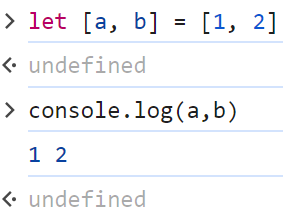 > let [a, b] = [1, 2]
<· undefined
> console.log(a,b)
1 2
<· undefined